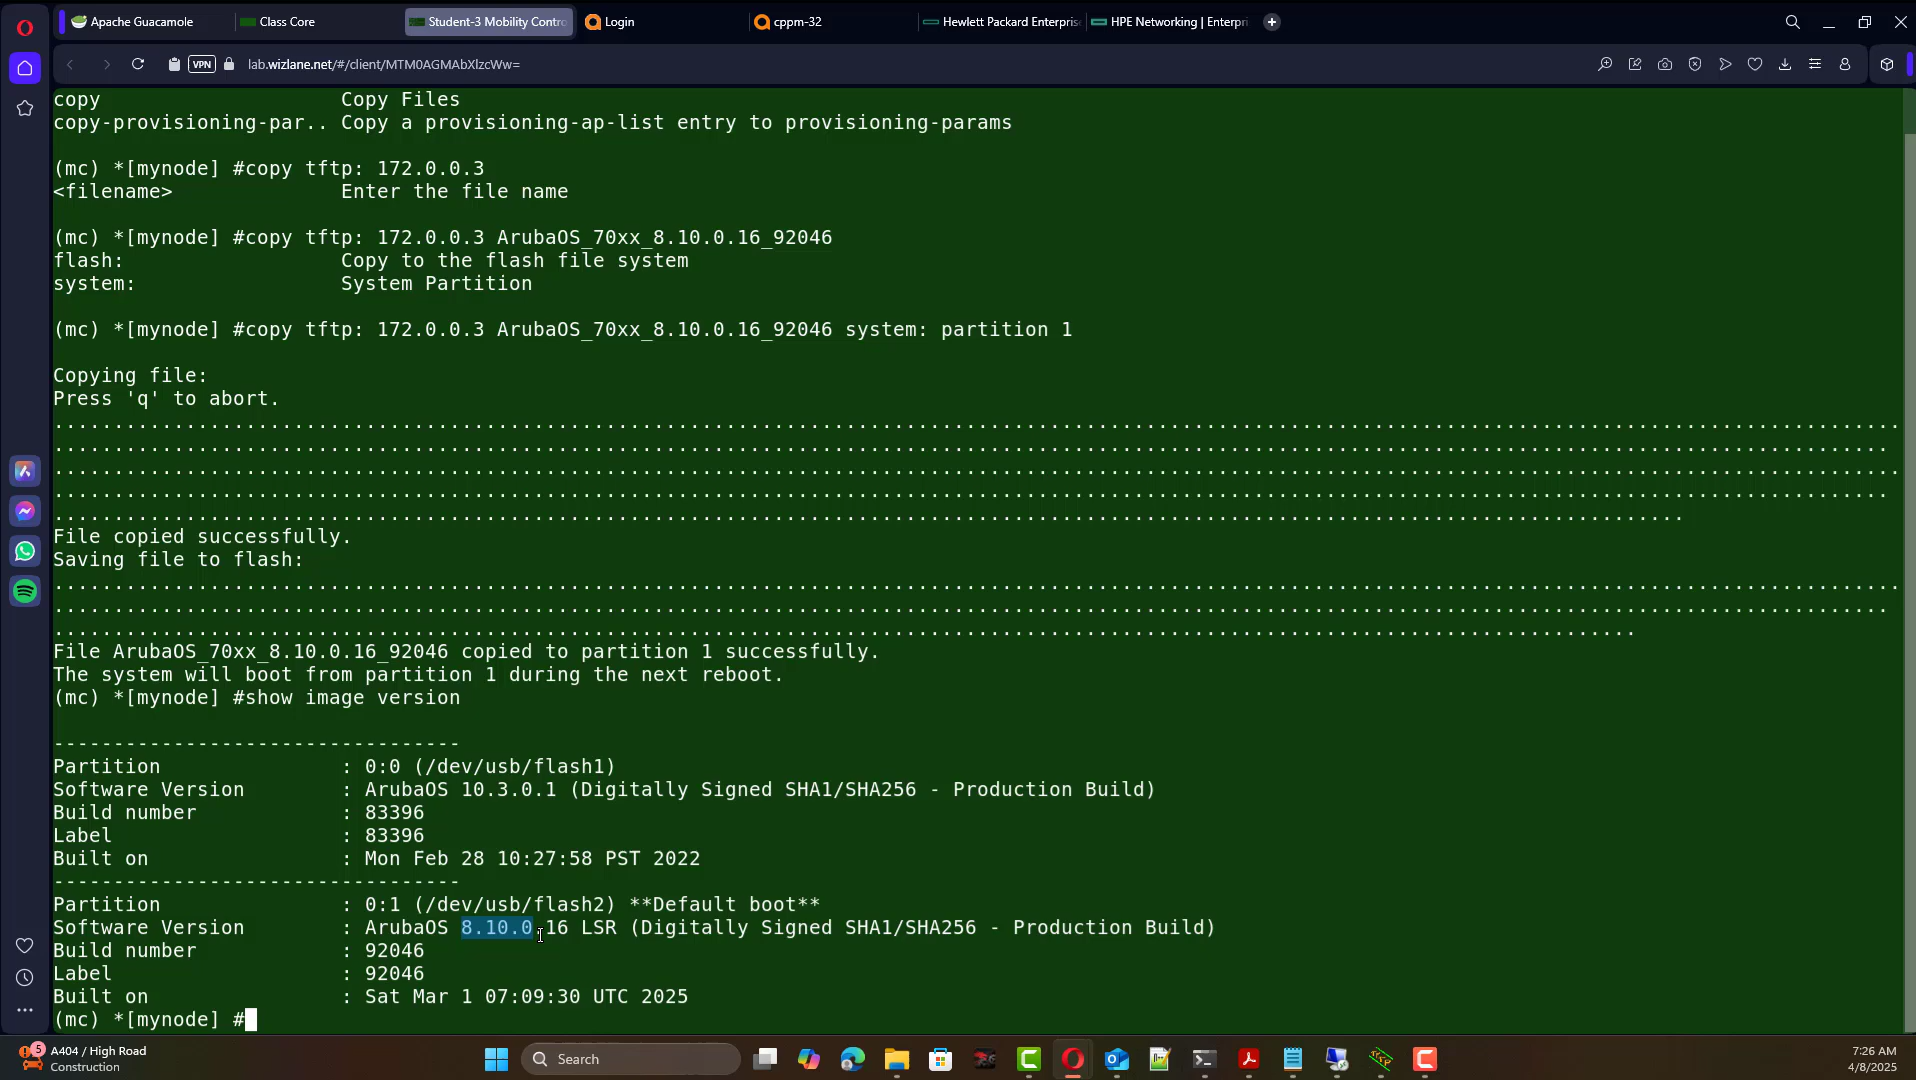 Apache Guacamole
Class Core
Student-3 Mobility Contro
Login
cppm-32
Hewlett Packard Enterprise
HPE Networking | Enterpri
VPN
lab.wizlane.net/#/client/MTM0AGMAbXlzcWw=
copy                    Copy Files
copy-provisioning-par.. Copy a provisioning-ap-list entry to provisioning-params
(mc) *[mynode] #copy tftp: 172.0.0.3
<filename>              Enter the file name
(mc) *[mynode] #copy tftp: 172.0.0.3 ArubaOS_70xx_8.10.0.16_92046
flash:                  Copy to the flash file system
system:                 System Partition
(mc) *[mynode] #copy tftp: 172.0.0.3 ArubaOS_70xx_8.10.0.16_92046 system: partition 1
Copying file:
Press 'q' to abort.
File copied successfully.
Saving file to flash:
File ArubaOS_70xx_8.10.0.16_92046 copied to partition 1 successfully.
The system will boot from partition 1 during the next reboot.
(mc) *[mynode] #show image version
----------------------------------
Partition               : 0:0 (/dev/usb/flash1)
Software Version        : ArubaOS 10.3.0.1 (Digitally Signed SHA1/SHA256 - Production Build)
Build number            : 83396
Label                   : 83396
Built on                : Mon Feb 28 10:27:58 PST 2022
----------------------------------
Partition               : 0:1 (/dev/usb/flash2) **Default boot**
Software Version        : ArubaOS 8.10.0.16 LSR (Digitally Signed SHA1/SHA256 - Production Build)
Build number            : 92046
Label                   : 92046
Built on                : Sat Mar 1 07:09:30 UTC 2025
(mc) *[mynode] #
5
A404 / High Road
Construction
Search
7:26 AM
4/8/2025